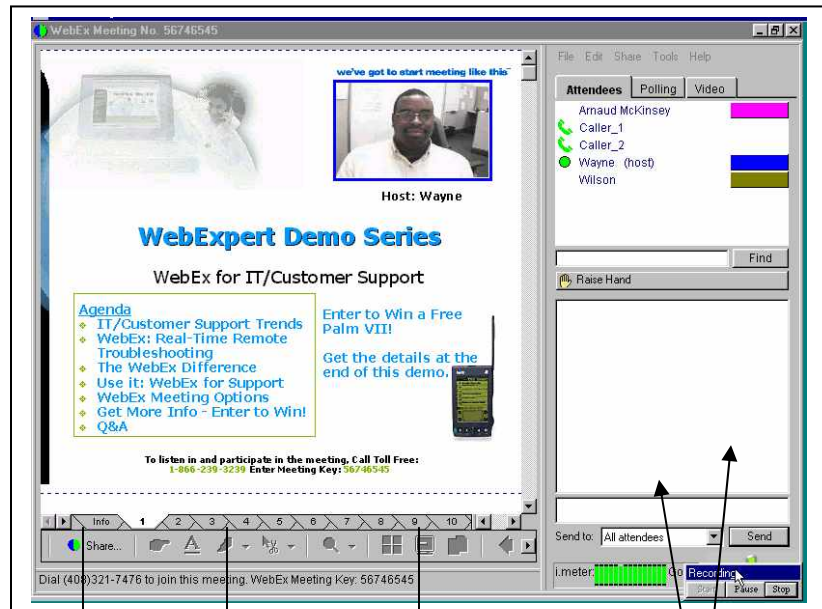 WebEx Meeting No. 56746545
we've got to start meeting like this
Host: Wayne
WebExpert Demo Series
WebEx for IT/Customer Support
Agenda
IT/Customer Support Trends
WebEx: Real-Time Remote
Troubleshooting
The WebEx Difference
Use it: WebEx for Support
WebEx Meeting Options
Get More Info - Enter to Win!
Q&A
Enter to Win a Free
Palm VII!
Get the details at the
end of this demo.
To listen in and participate in the meeting, Call Toll Free:
1-866-239-3239 Enter Meeting Key: 56746545
Info 1 2 3 4 5 6 7 8 9 10
Share...
Dial (408)321-7476 to join this meeting. WebEx Meeting Key: 56746545
File Edit Share Tools Help
Attendees Polling Video
Arnaud McKinsey
Caller_1
Caller_2
Wayne (host)
Wilson
Find
Raise Hand
Send to: All attendees Send
i.meter: Go Recording
Start Pause Stop